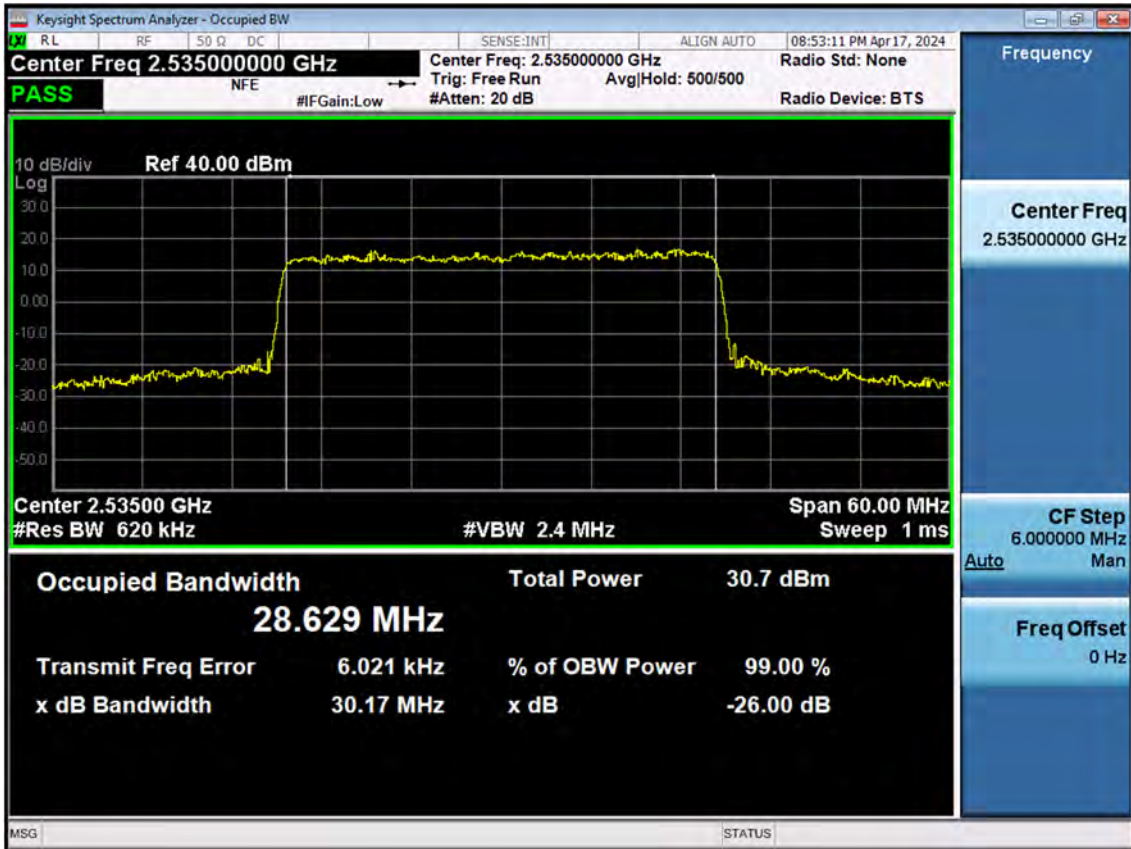 Keysight Spectrum Analyzer - Occupied BW
LXI RL RF 50 Ω DC SENSE:INT ALIGN AUTO 08:53:11 PM Apr 17, 2024
Center Freq 2.535000000 GHz Center Freq: 2.535000000 GHz Radio Std: None
NFE Trig: Free Run Avg|Hold: 500/500
PASS #IFGain:Low #Atten: 20 dB Radio Device: BTS
10 dB/div Ref 40.00 dBm
Log
30.0
20.0
10.0
0.00
-10.0
-20.0
-30.0
-40.0
-50.0
Center 2.53500 GHz Span 60.00 MHz
#Res BW 620 kHz #VBW 2.4 MHz Sweep 1 ms
Occupied Bandwidth Total Power 30.7 dBm
28.629 MHz
Transmit Freq Error 6.021 kHz % of OBW Power 99.00 %
x dB Bandwidth 30.17 MHz x dB -26.00 dB
MSG STATUS
Frequency
Center Freq
2.535000000 GHz
CF Step
6.000000 MHz
Auto Man
Freq Offset
0 Hz